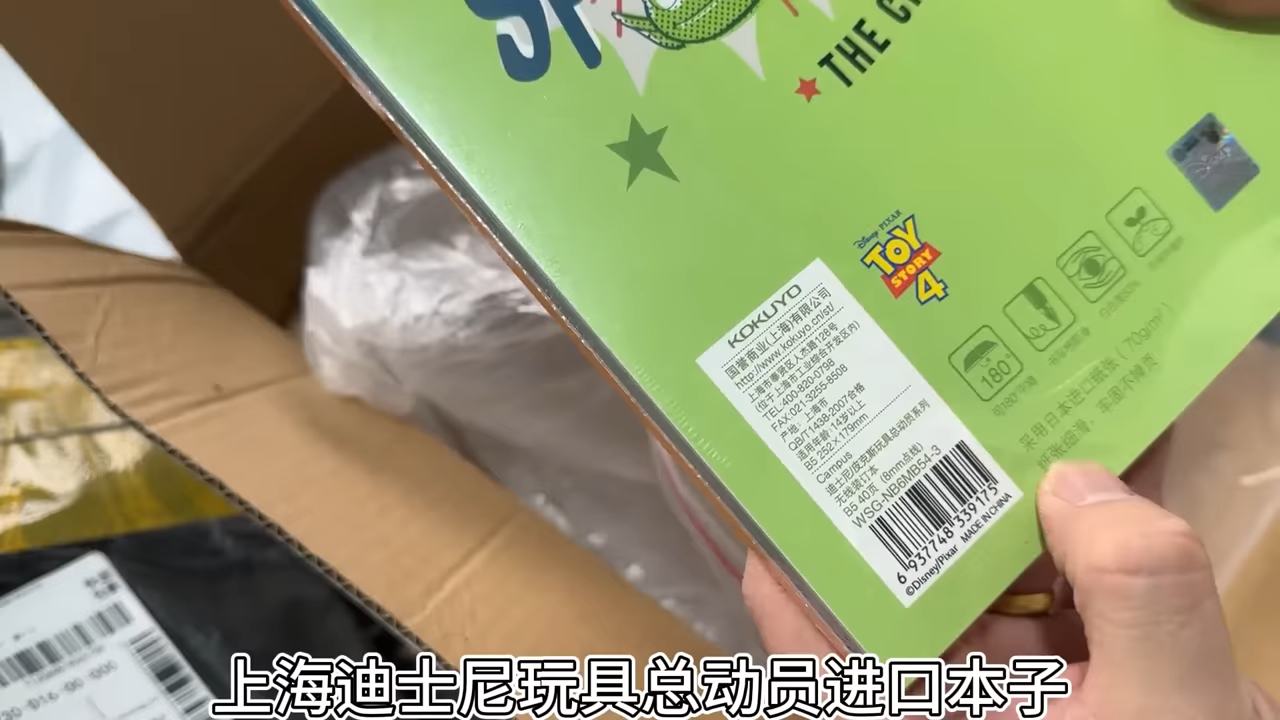 SP
THE C
Disney
Disney PIXAR
TOY
STORY
4
KOKUYO
国誉商业(上海)有限公司
http://www.kokuyo.cn/st/
上海市奉贤区人杰路128号
(位于上海市工业综合开发区内)
TEL:400-820-0798
FAX:021-3255-8508
产地:上海市
QB/T1438-2007合格
适用年龄:14岁以上
B5:252×179mm
Campus
迪士尼/皮克斯玩具总动员系列
无线装订本
B5 40页 (8mm点线)
WSG-NB6MB54-3
6 937748 339175
©Disney/Pixar MADE IN CHINA
180°
采用日本进口纸张(70g/m²)
纸张细滑,牢固不掉页
上海迪士尼玩具总动员进口本子